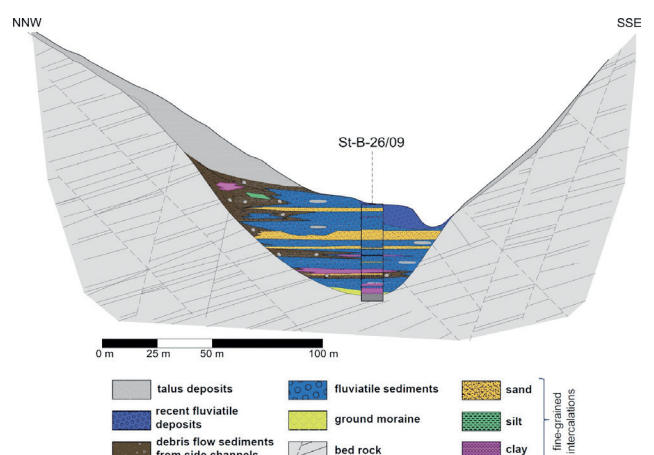 NNW
SSE
St-B-26/09
0 m 25 m 50 m 100 m
talus deposits
fluviatile sediments
sand
recent fluviatile
deposits
ground moraine
silt
debris flow sediments
from side channels
bed rock
clay
fine-grained
intercalations